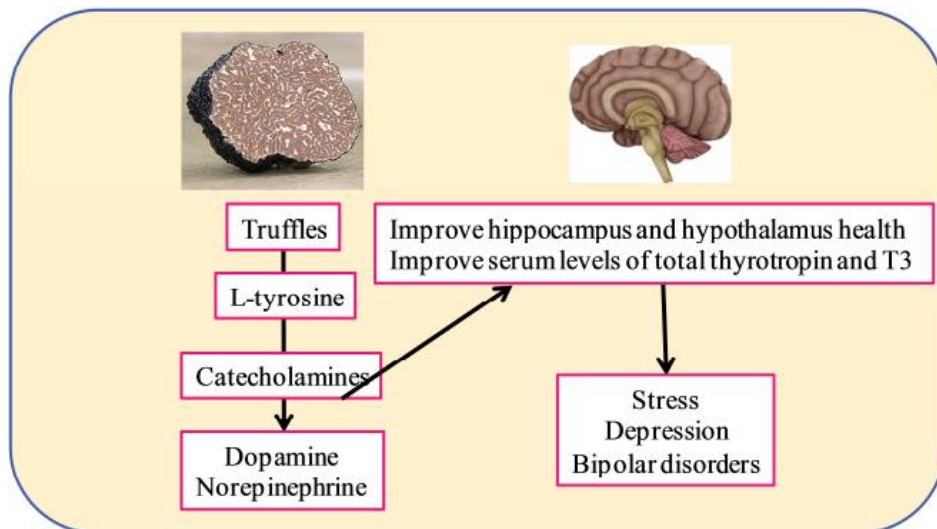 Truffles
L-tyrosine
Catecholamines
Dopamine
Norepinephrine
Improve hippocampus and hypothalamus health
Improve serum levels of total thyrotropin and T3
Stress
Depression
Bipolar disorders